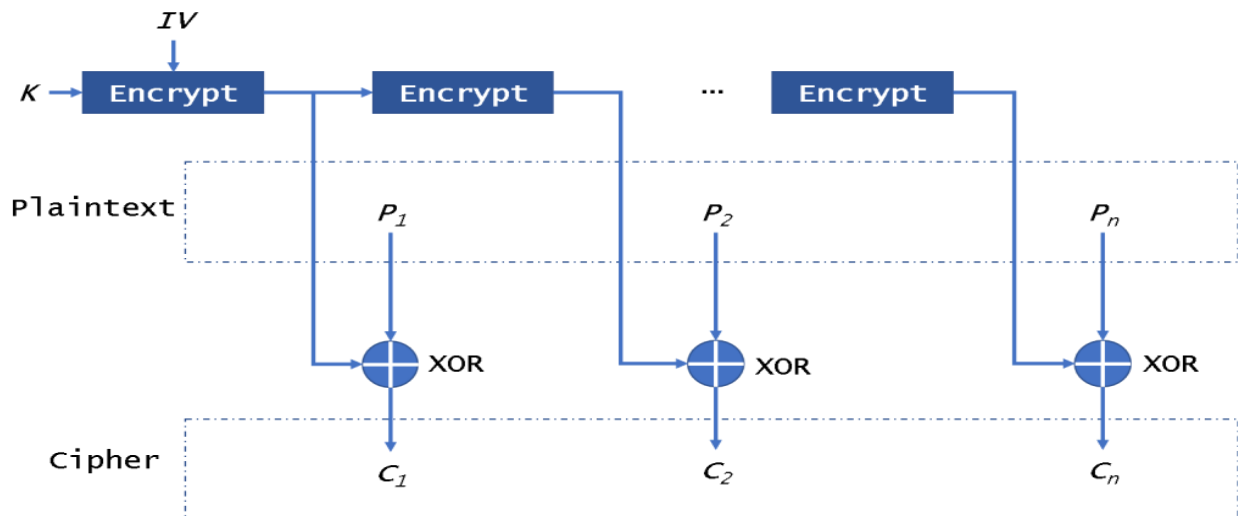 IV
K Encrypt Encrypt ... Encrypt
Plaintext P1 P2 Pn
XOR XOR XOR
Cipher C1 C2 Cn